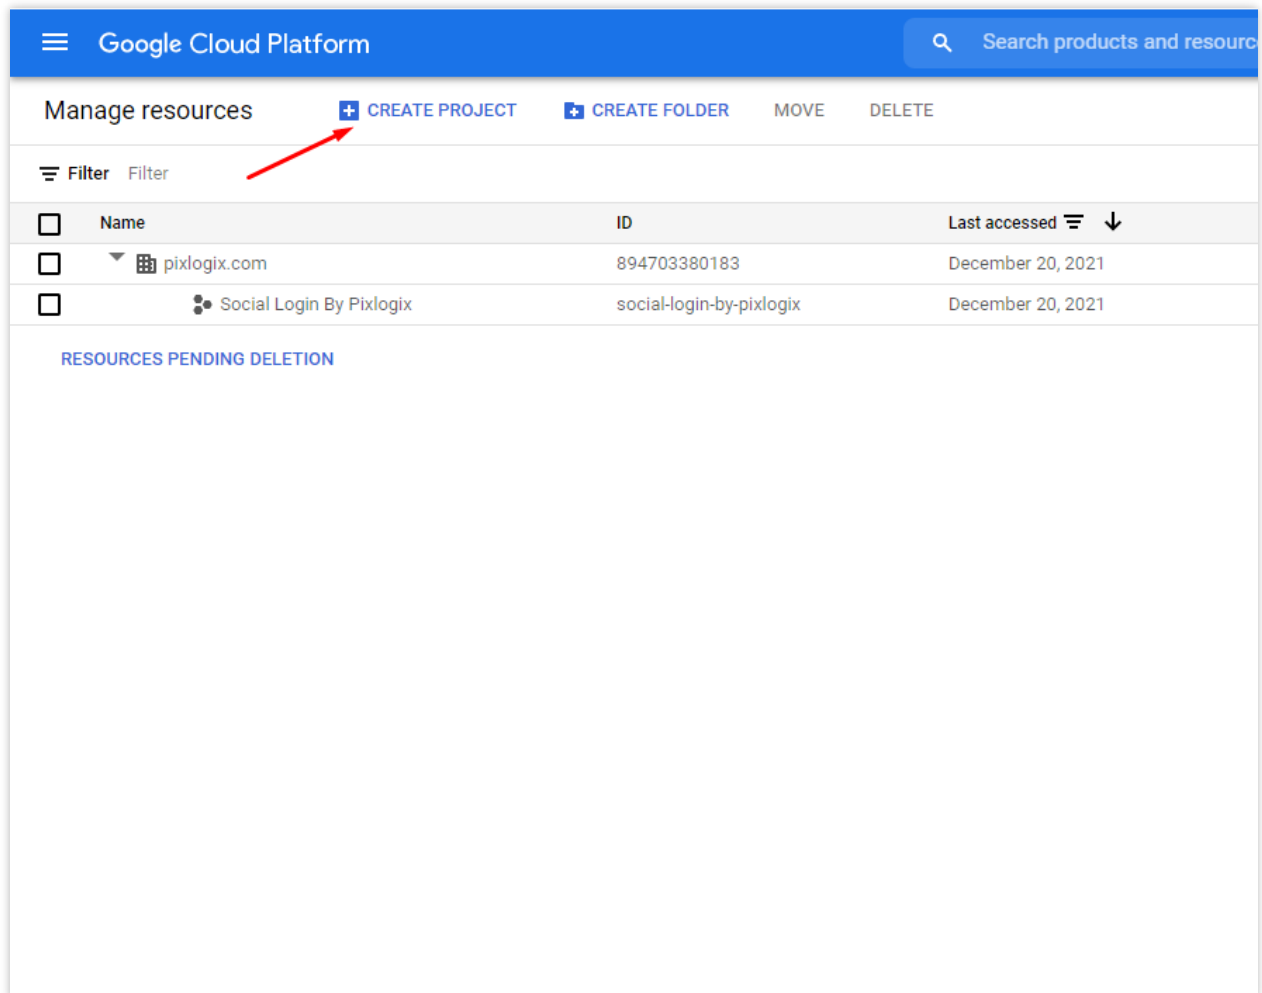 Google Cloud Platform
Search products and resourc
Manage resources CREATE PROJECT CREATE FOLDER MOVE DELETE
Filter Filter
Name ID Last accessed
pixlogix.com 894703380183 December 20, 2021
Social Login By Pixlogix social-login-by-pixlogix December 20, 2021
RESOURCES PENDING DELETION